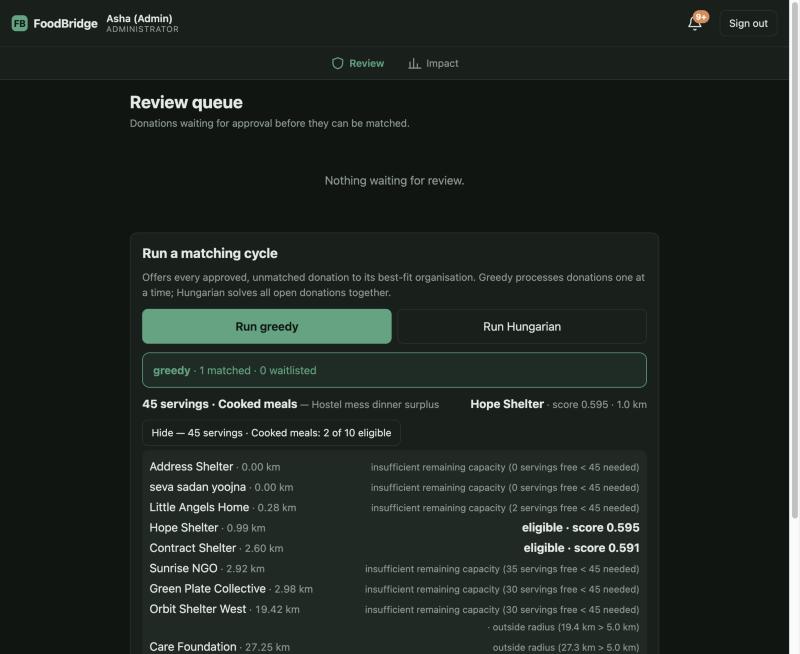 FB FoodBridge Asha (Admin) 9+ Sign out
ADMINISTRATOR
Review Impact
Review queue
Donations waiting for approval before they can be matched.
Nothing waiting for review.
Run a matching cycle
Offers every approved, unmatched donation to its best-fit organisation. Greedy processes donations one at
a time; Hungarian solves all open donations together.
Run greedy Run Hungarian
greedy · 1 matched · 0 waitlisted
45 servings · Cooked meals — Hostel mess dinner surplus Hope Shelter · score 0.595 · 1.0 km
Hide — 45 servings · Cooked meals: 2 of 10 eligible
Address Shelter · 0.00 km insufficient remaining capacity (0 servings free < 45 needed)
seva sadan yoojna · 0.00 km insufficient remaining capacity (0 servings free < 45 needed)
Little Angels Home · 0.28 km insufficient remaining capacity (2 servings free < 45 needed)
Hope Shelter · 0.99 km eligible · score 0.595
Contract Shelter · 2.60 km eligible · score 0.591
Sunrise NGO · 2.92 km insufficient remaining capacity (35 servings free < 45 needed)
Green Plate Collective · 2.98 km insufficient remaining capacity (30 servings free < 45 needed)
Orbit Shelter West · 19.42 km insufficient remaining capacity (30 servings free < 45 needed)
· outside radius (19.4 km > 5.0 km)
Care Foundation · 27.25 km outside radius (27.3 km > 5.0 km)